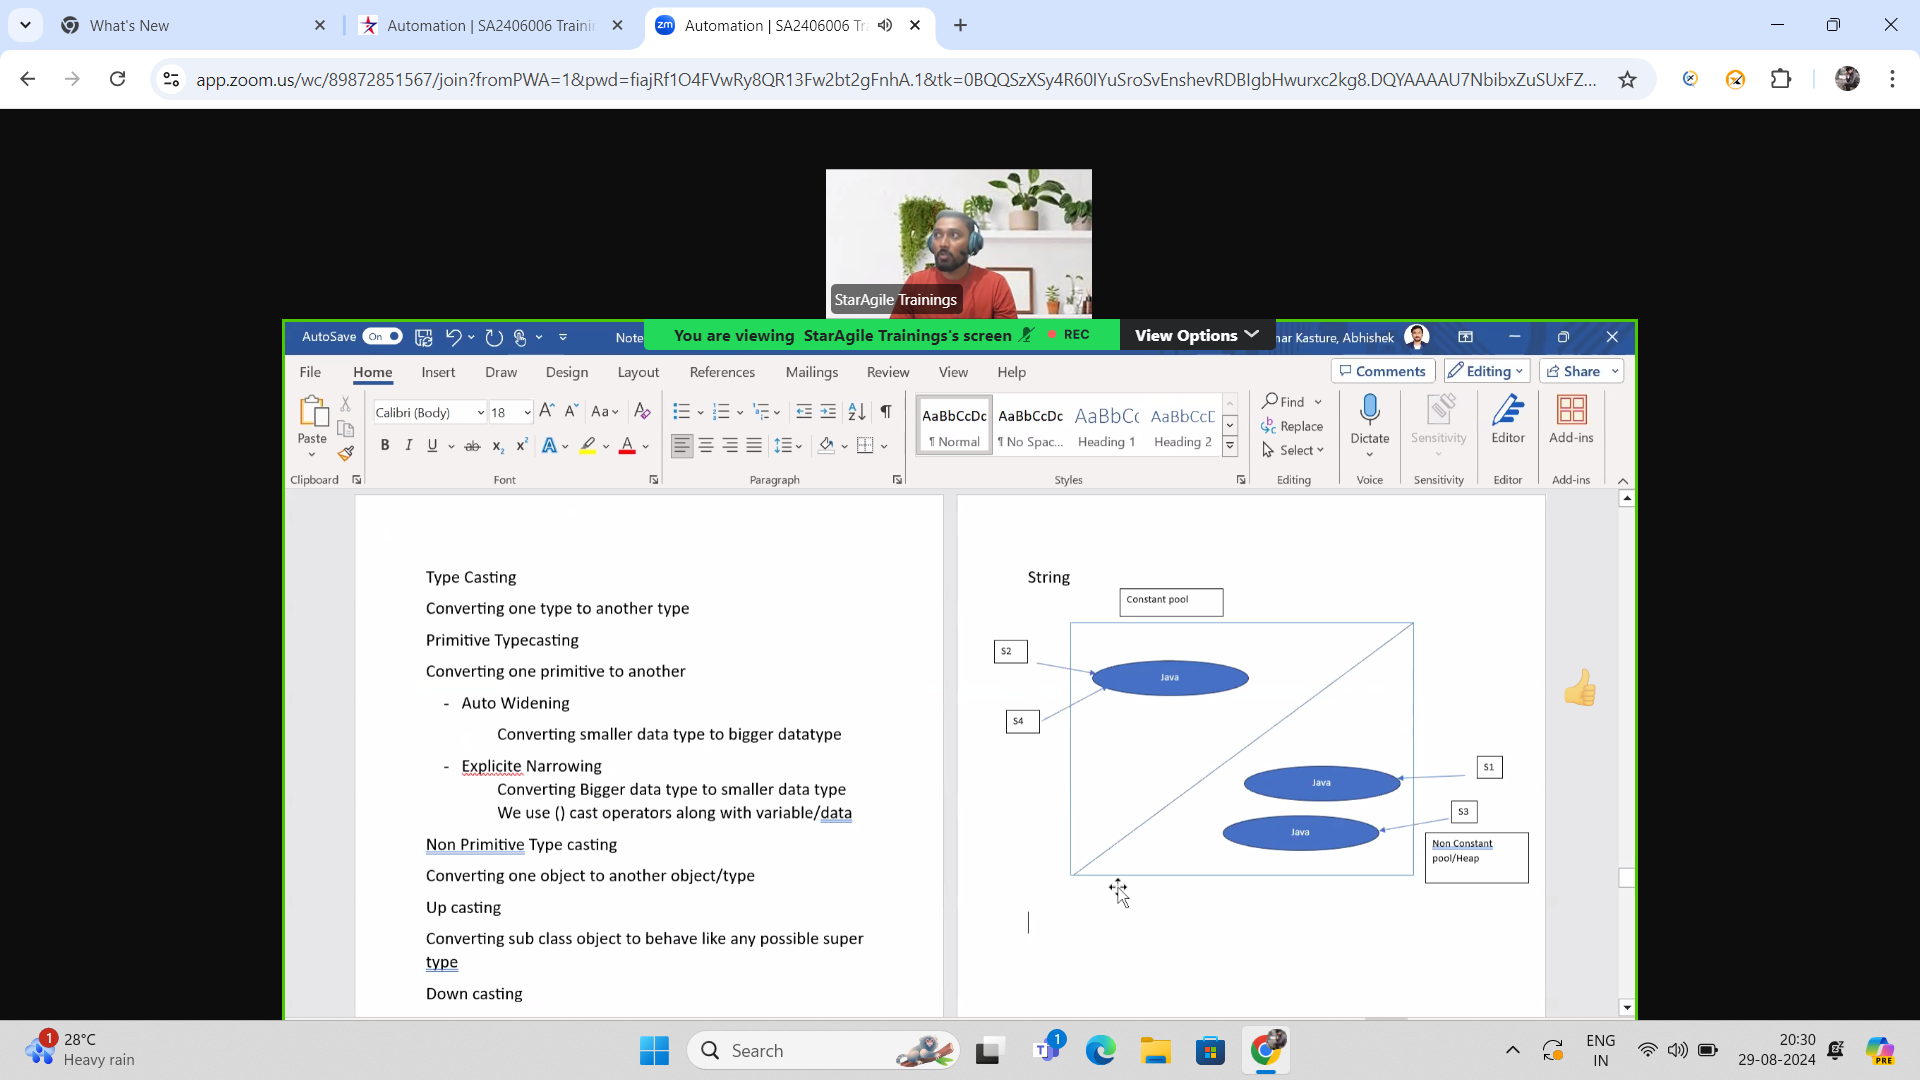 What's New
Automation | SA2406006 Traini
Automation | SA2406006 Tr
app.zoom.us/wc/89872851567/join?fromPWA=1&pwd=fiajRf1O4FVwRy8QR13Fw2bt2gFnhA.1&tk=0BQQSzXSy4R60IYuSroSvEnshevRDBIgbHwurxc2kg8.DQYAAAAU7NbibxZuSUxFZ...
StarAgile Trainings
AutoSave On
Note
You are viewing StarAgile Trainings's screen REC
View Options
nar Kasture, Abhishek
File Home Insert Draw Design Layout References Mailings Review View Help
Comments Editing Share
Paste
Calibri (Body) 18
Aa
B I U ab x2 x2 A A
AaBbCcDc AaBbCcDc AaBbCc AaBbCcE
¶ Normal ¶ No Spac... Heading 1 Heading 2
Find
Replace
Select
Dictate
Sensitivity
Editor
Add-ins
Clipboard Font Paragraph Styles Editing Voice Sensitivity Editor Add-ins
Type Casting
Converting one type to another type
Primitive Typecasting
Converting one primitive to another
- Auto Widening
Converting smaller data type to bigger datatype
- Explicite Narrowing
Converting Bigger data type to smaller data type
We use () cast operators along with variable/data
Non Primitive Type casting
Converting one object to another object/type
Up casting
Converting sub class object to behave like any possible super
type
Down casting
String
Constant pool
S2
Java
S4
S1
Java
S3
Java
Non Constant
pool/Heap
1
28°C
Heavy rain
Search
1
ENG
IN
20:30
29-08-2024
PRE